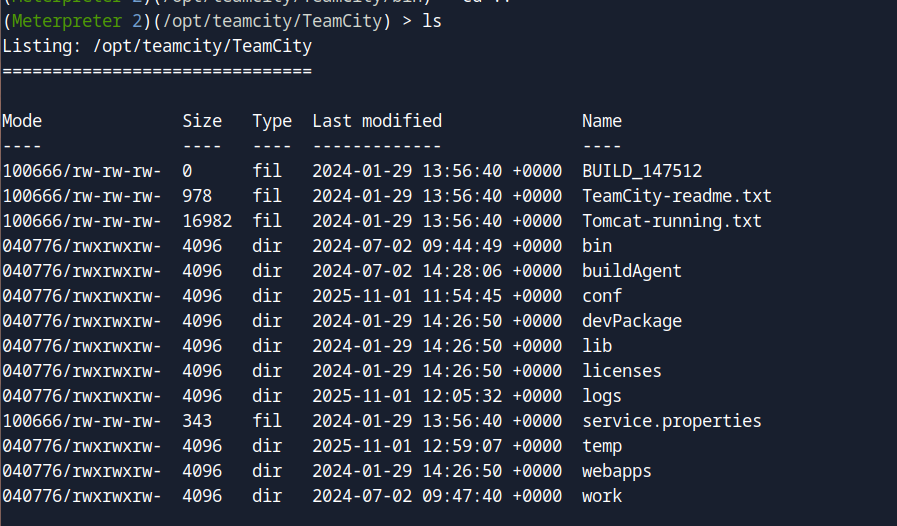 (Meterpreter 2)(/opt/teamcity/TeamCity/bin) > cd ..
(Meterpreter 2)(/opt/teamcity/TeamCity) > ls
Listing: /opt/teamcity/TeamCity
===============================
Mode Size Type Last modified Name
---- ---- ---- ------------- ----
100666/rw-rw-rw- 0 fil 2024-01-29 13:56:40 +0000 BUILD_147512
100666/rw-rw-rw- 978 fil 2024-01-29 13:56:40 +0000 TeamCity-readme.txt
100666/rw-rw-rw- 16982 fil 2024-01-29 13:56:40 +0000 Tomcat-running.txt
040776/rwxrwxrw- 4096 dir 2024-07-02 09:44:49 +0000 bin
040776/rwxrwxrw- 4096 dir 2024-07-02 14:28:06 +0000 buildAgent
040776/rwxrwxrw- 4096 dir 2025-11-01 11:54:45 +0000 conf
040776/rwxrwxrw- 4096 dir 2024-01-29 14:26:50 +0000 devPackage
040776/rwxrwxrw- 4096 dir 2024-01-29 14:26:50 +0000 lib
040776/rwxrwxrw- 4096 dir 2024-01-29 14:26:50 +0000 licenses
040776/rwxrwxrw- 4096 dir 2025-11-01 12:05:32 +0000 logs
100666/rw-rw-rw- 343 fil 2024-01-29 13:56:40 +0000 service.properties
040776/rwxrwxrw- 4096 dir 2025-11-01 12:59:07 +0000 temp
040776/rwxrwxrw- 4096 dir 2024-01-29 14:26:50 +0000 webapps
040776/rwxrwxrw- 4096 dir 2024-07-02 09:47:40 +0000 work